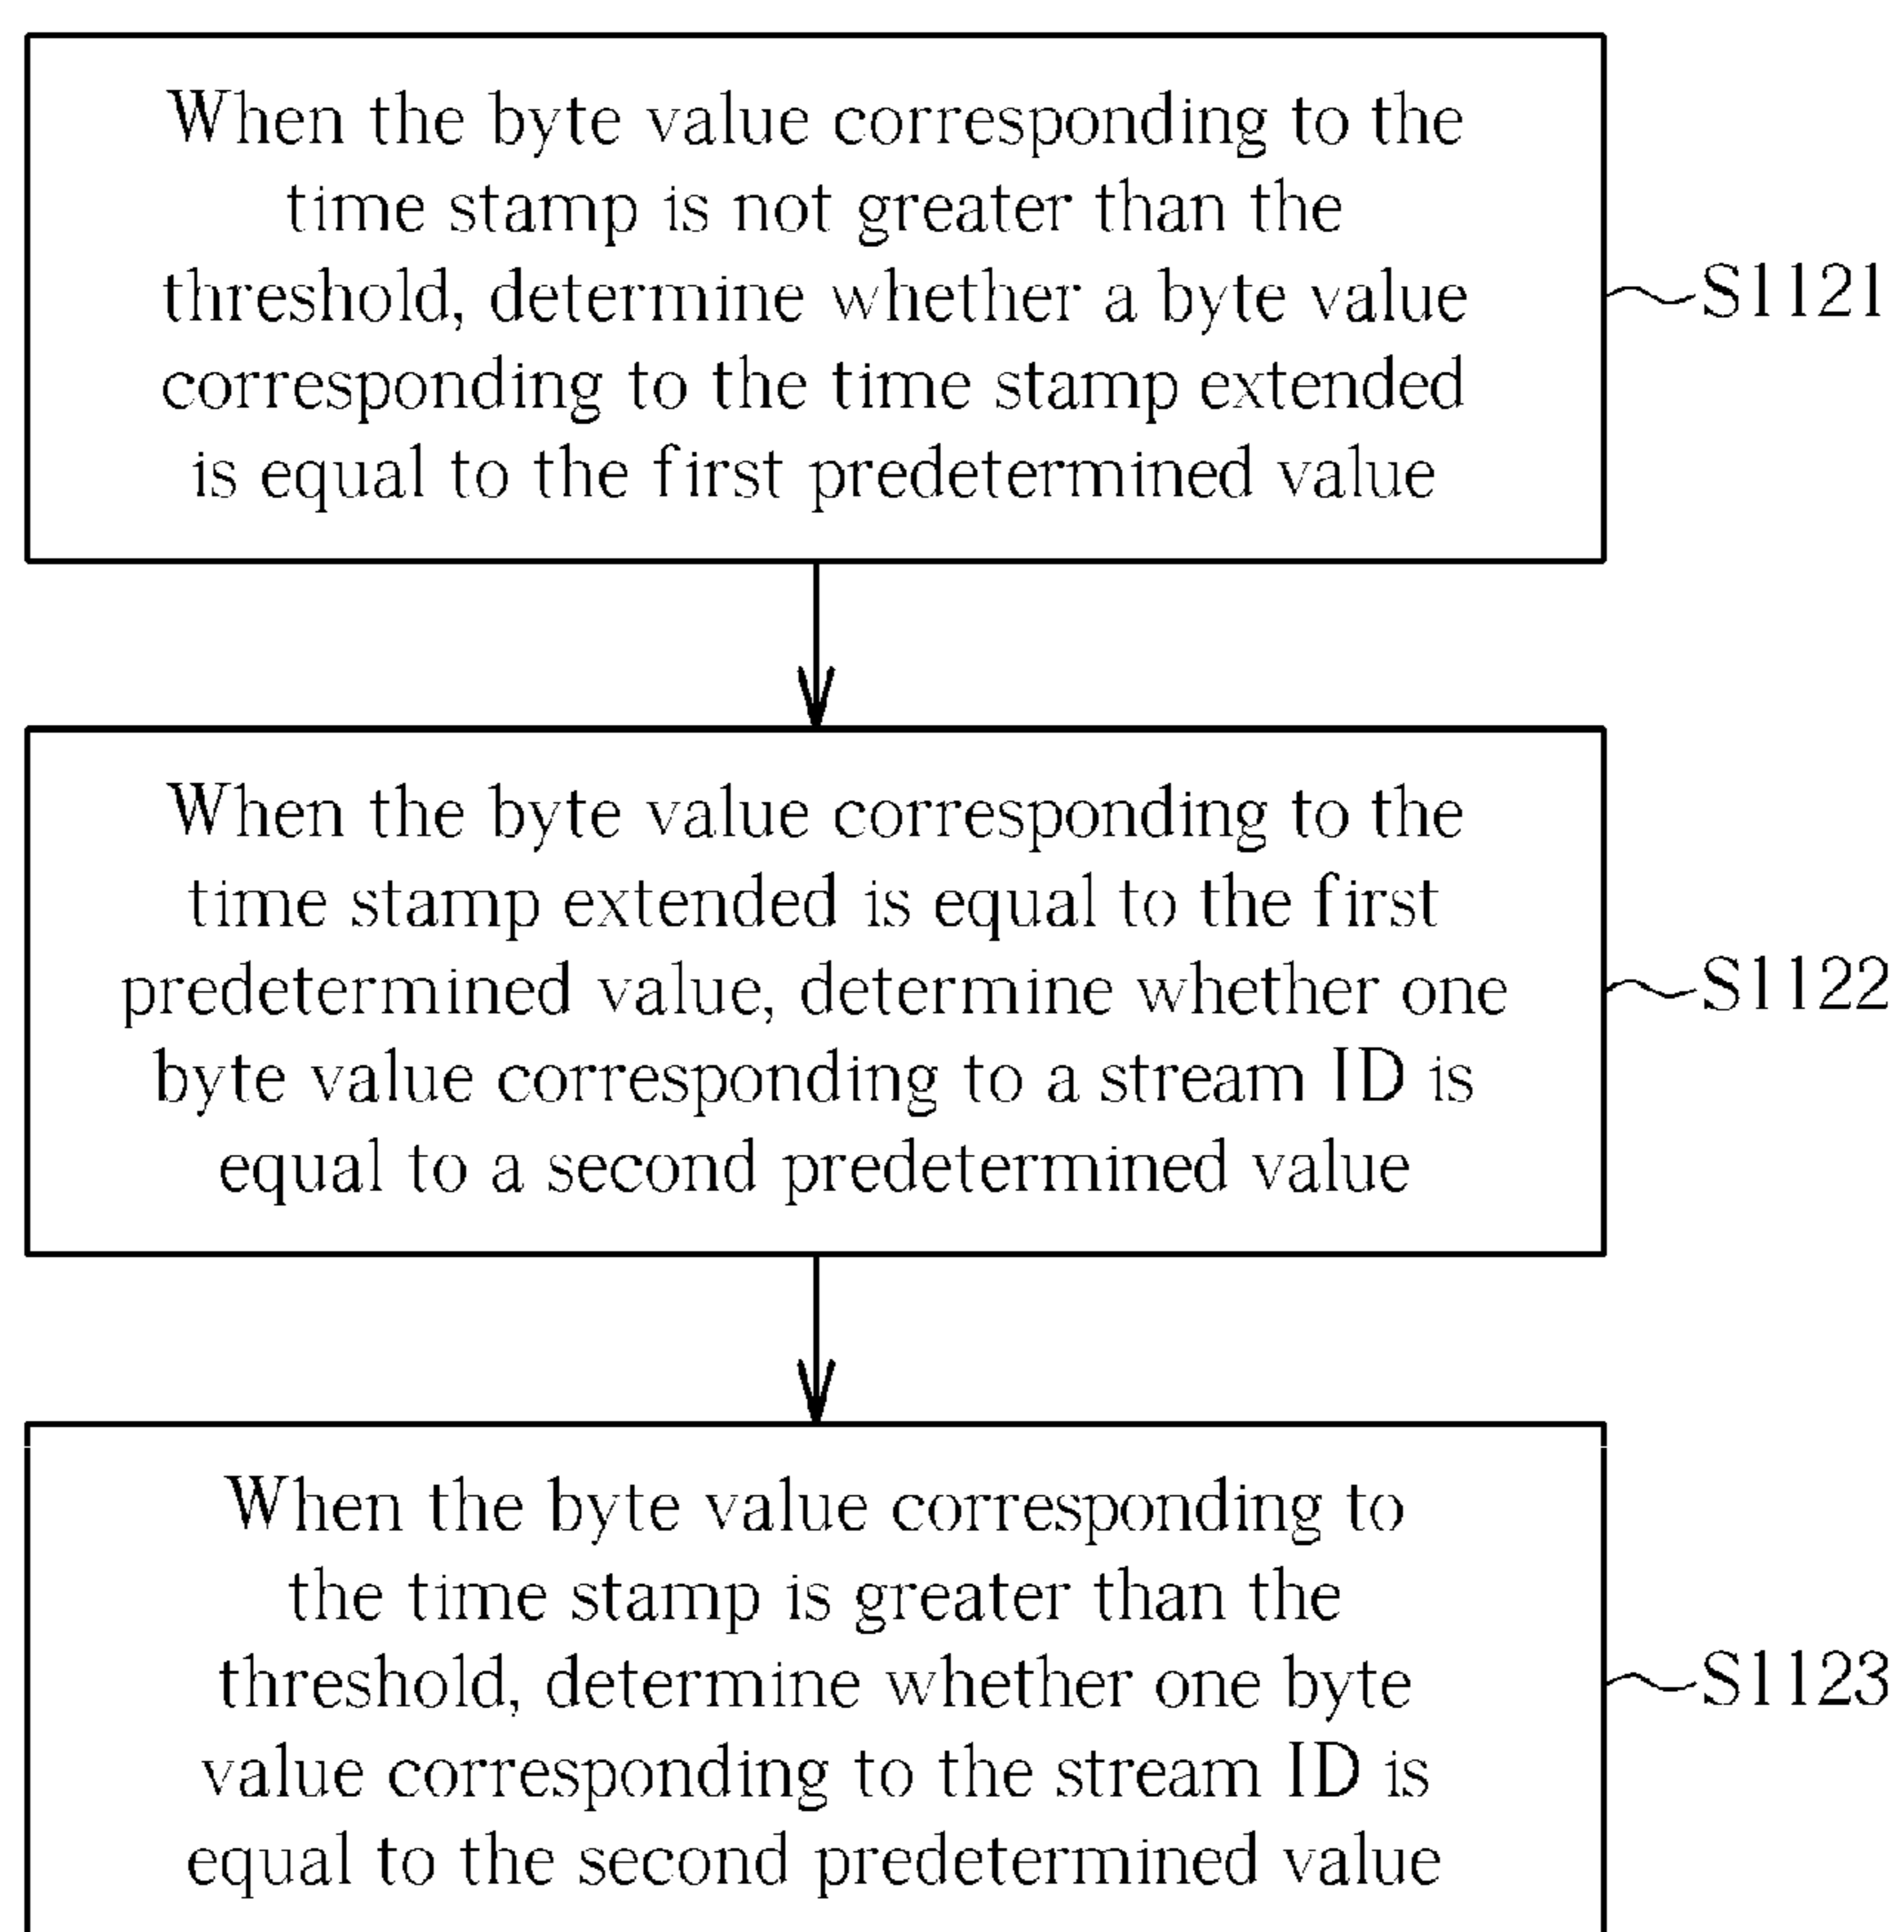 When the byte value corresponding to the
time stamp is not greater than the
threshold, determine whether a byte value
corresponding to the time stamp extended
is equal to the first predetermined value
S1121
When the byte value corresponding to the
time stamp extended is equal to the first
predetermined value, determine whether one
byte value corresponding to a stream ID is
equal to a second predetermined value
S1122
When the byte value corresponding to
the time stamp is greater than the
threshold, determine whether one byte
value corresponding to the stream ID is
equal to the second predetermined value
S1123